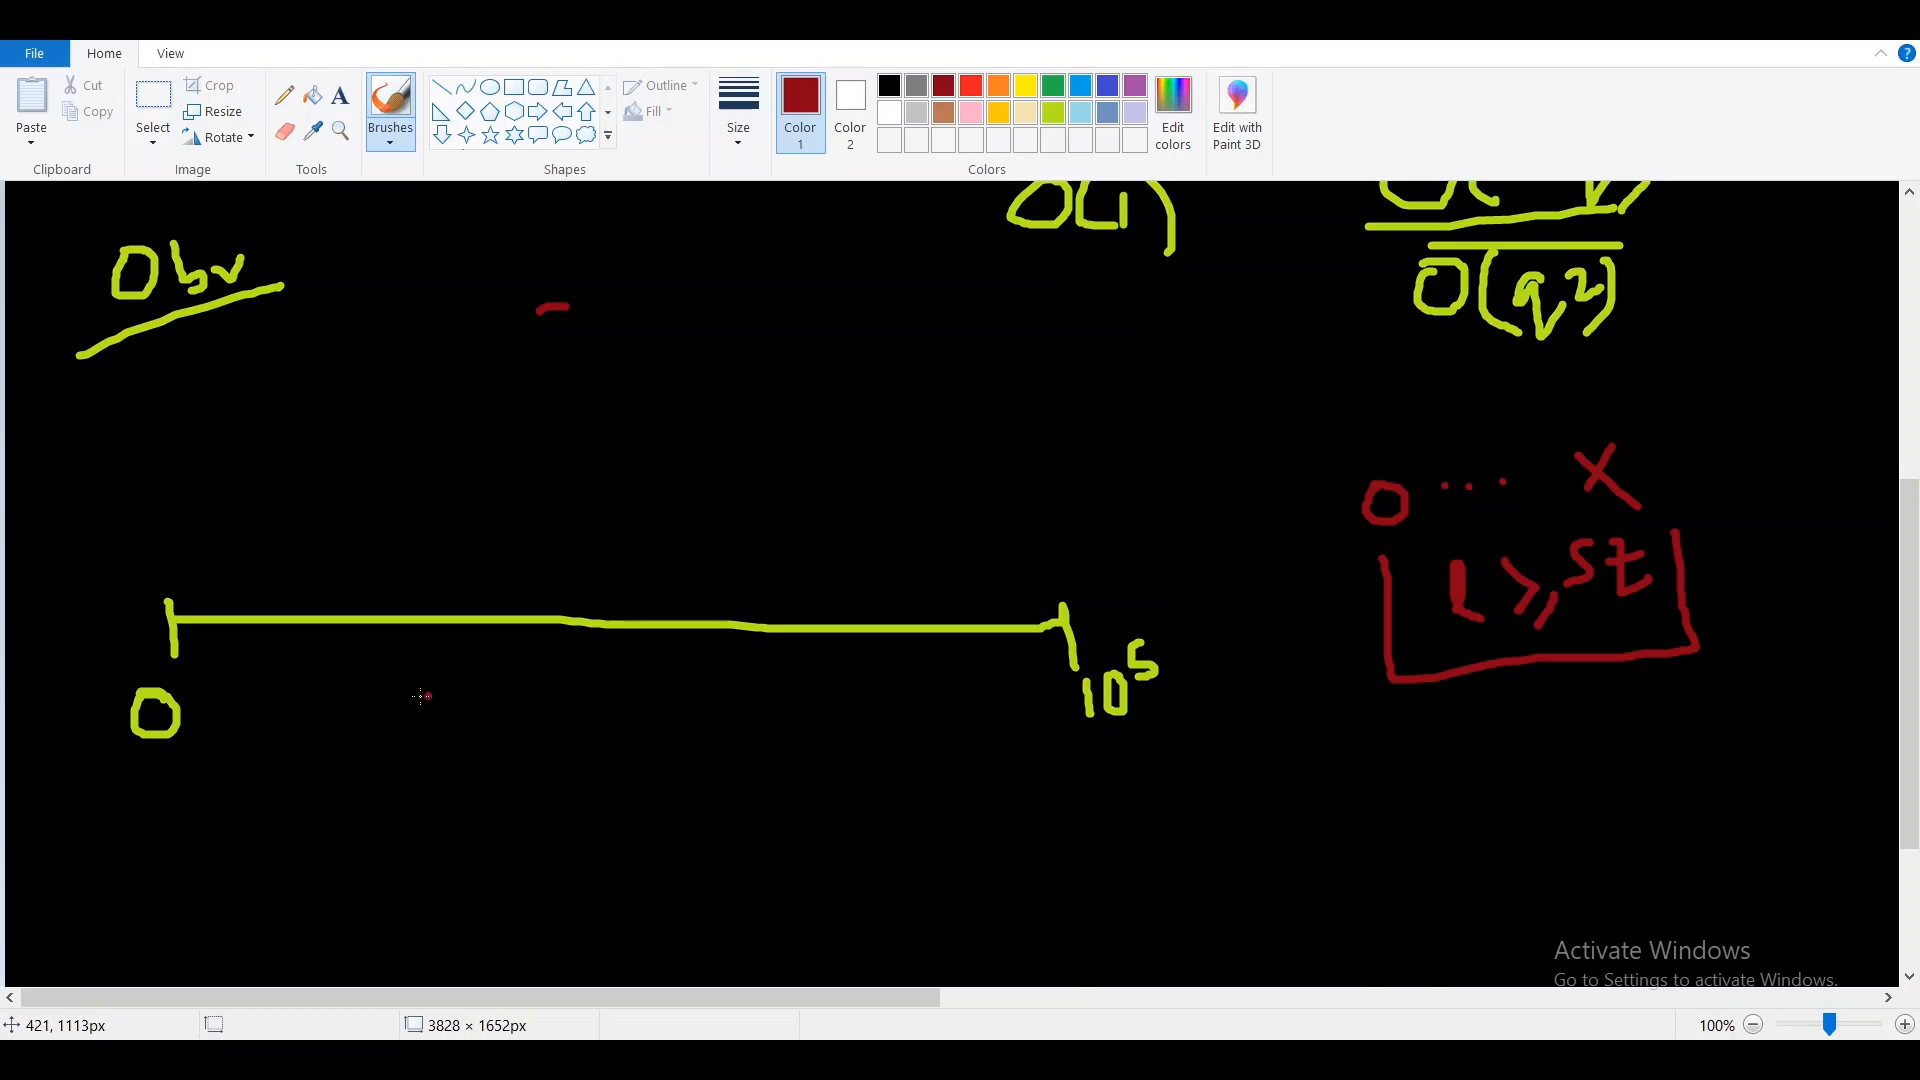 File Home View
Cut
Copy
Paste
Clipboard
Select
Crop
Resize
Rotate
Image
Tools
Brushes
Shapes
Outline
Fill
Size
Color 1
Color 2
Edit colors
Colors
Edit with Paint 3D
O(1)
Obv
O(q2)
0 ... x
l >, st
0
10^5
Activate Windows
Go to Settings to activate Windows.
421, 1113px
3828 × 1652px
100%